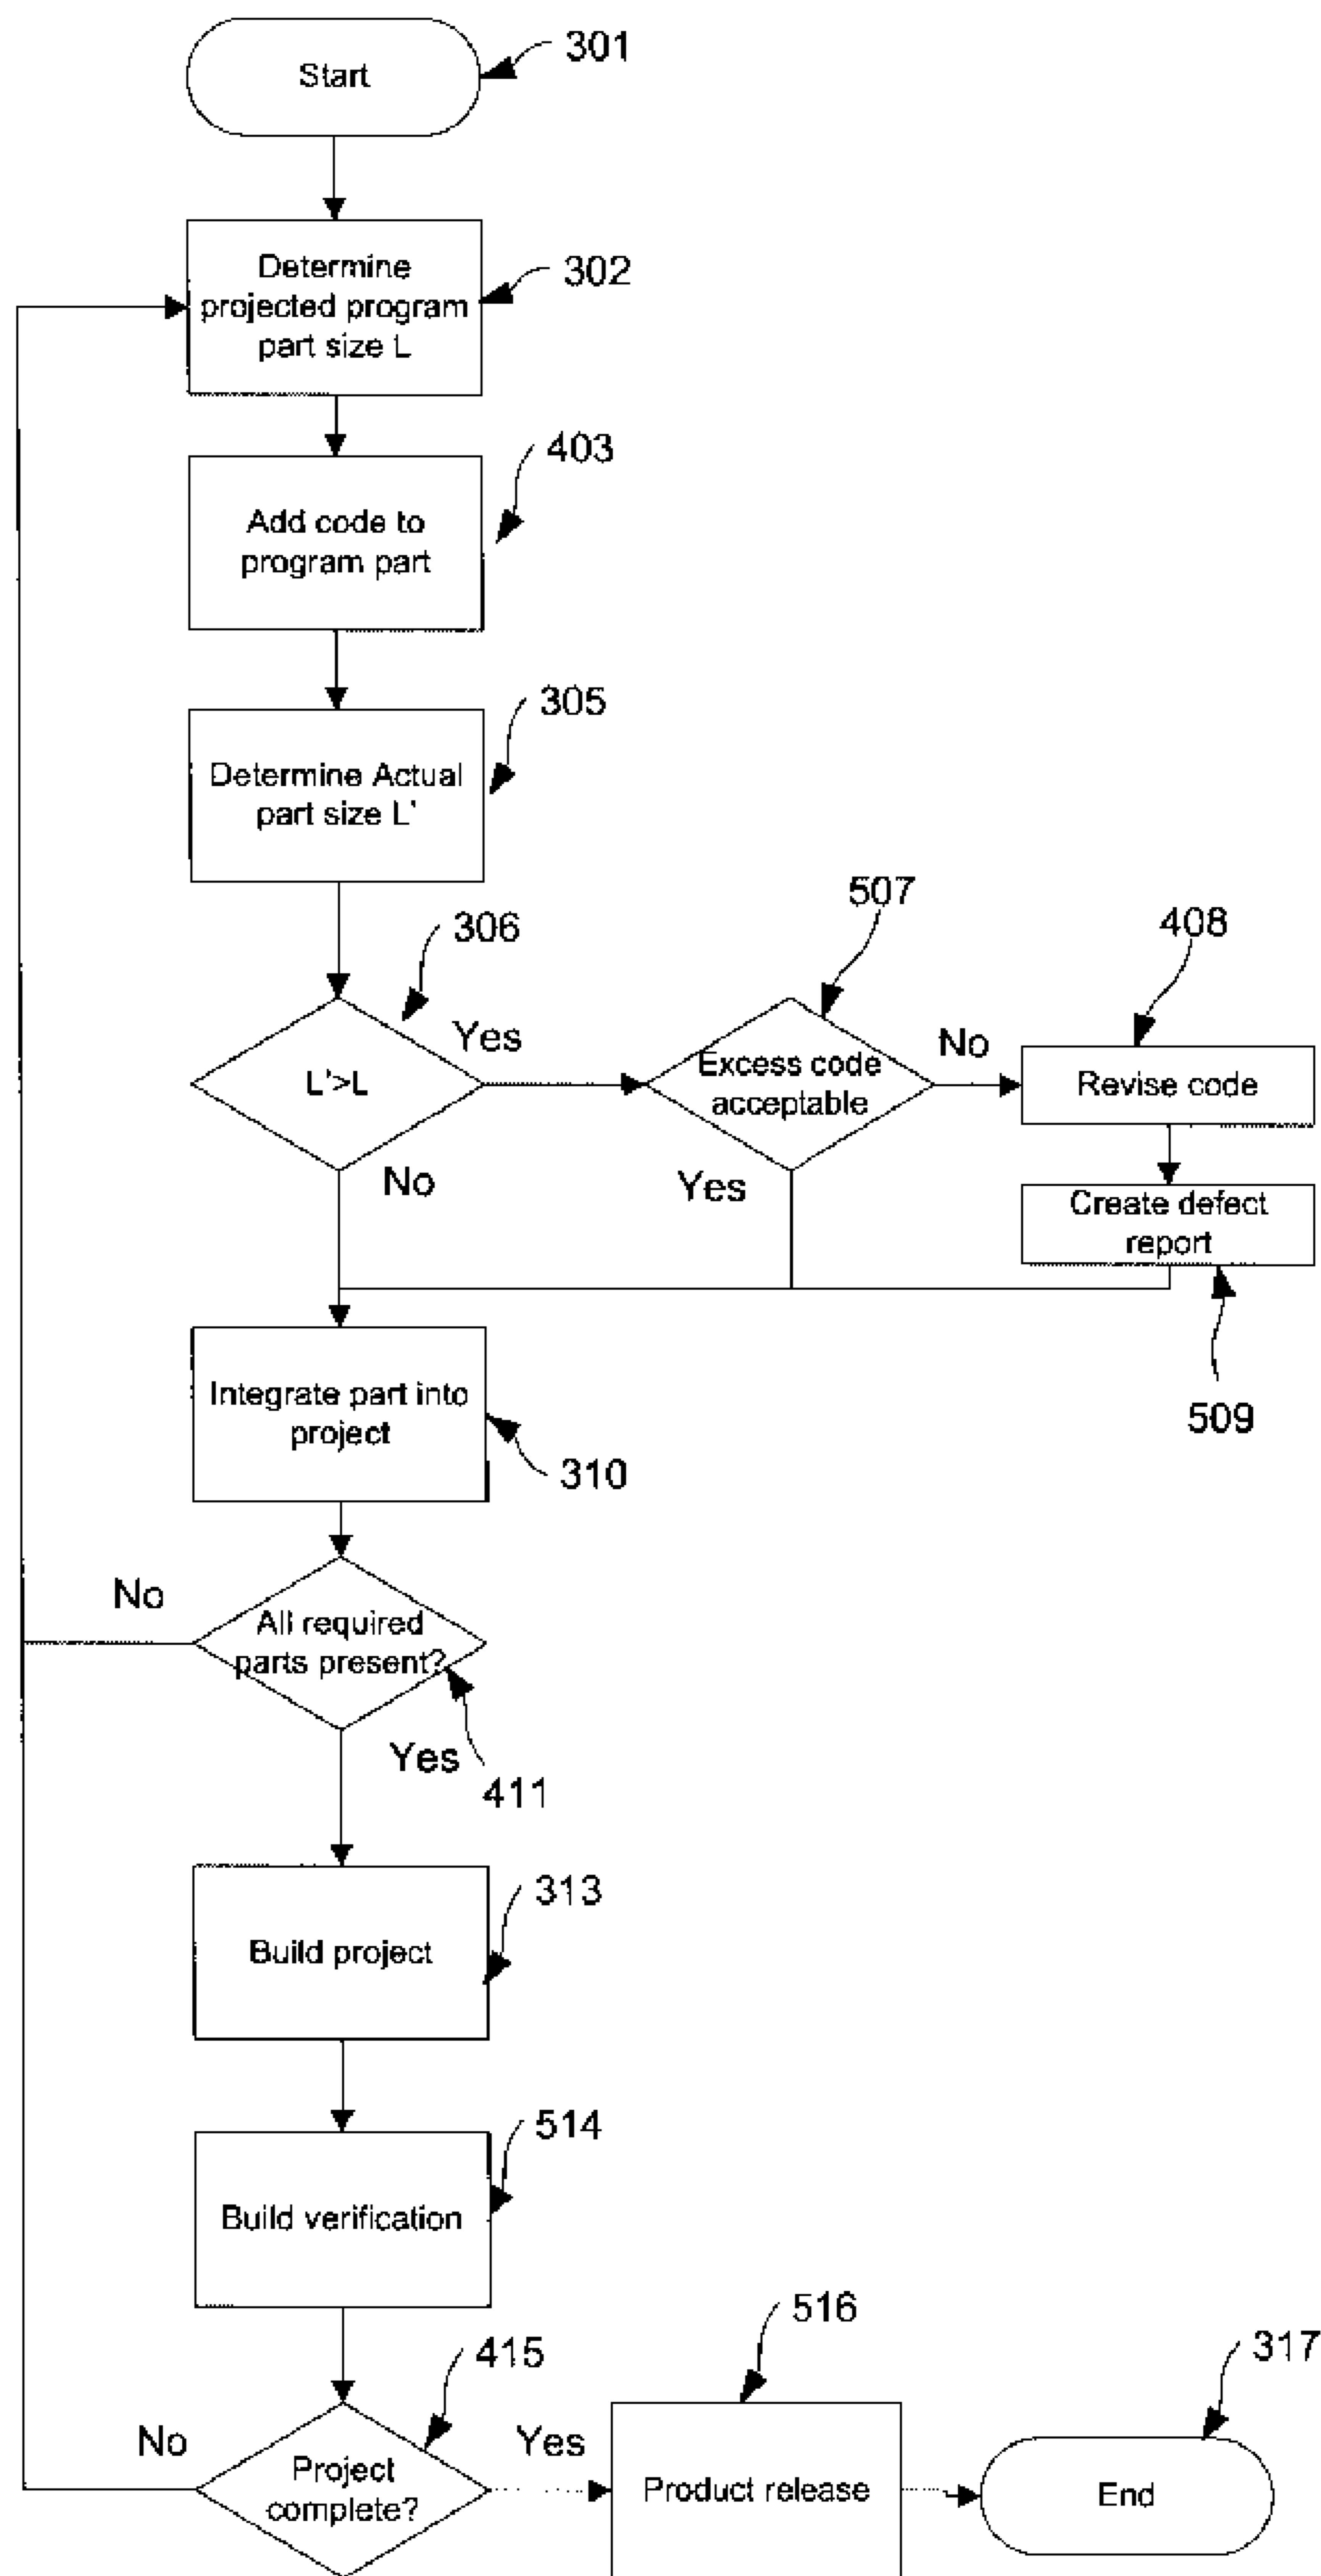 Start
301
Determine
projected program
part size L
302
Add code to
program part
403
Determine Actual
part size L'
305
L'>L
306
Yes
No
Excess code
acceptable
507
No
Yes
Revise code
408
Create defect
report
509
Integrate part into
project
310
All required
parts present?
No
Yes
411
Build project
313
Build verification
514
Project
complete?
415
No
Yes
Product release
516
End
317